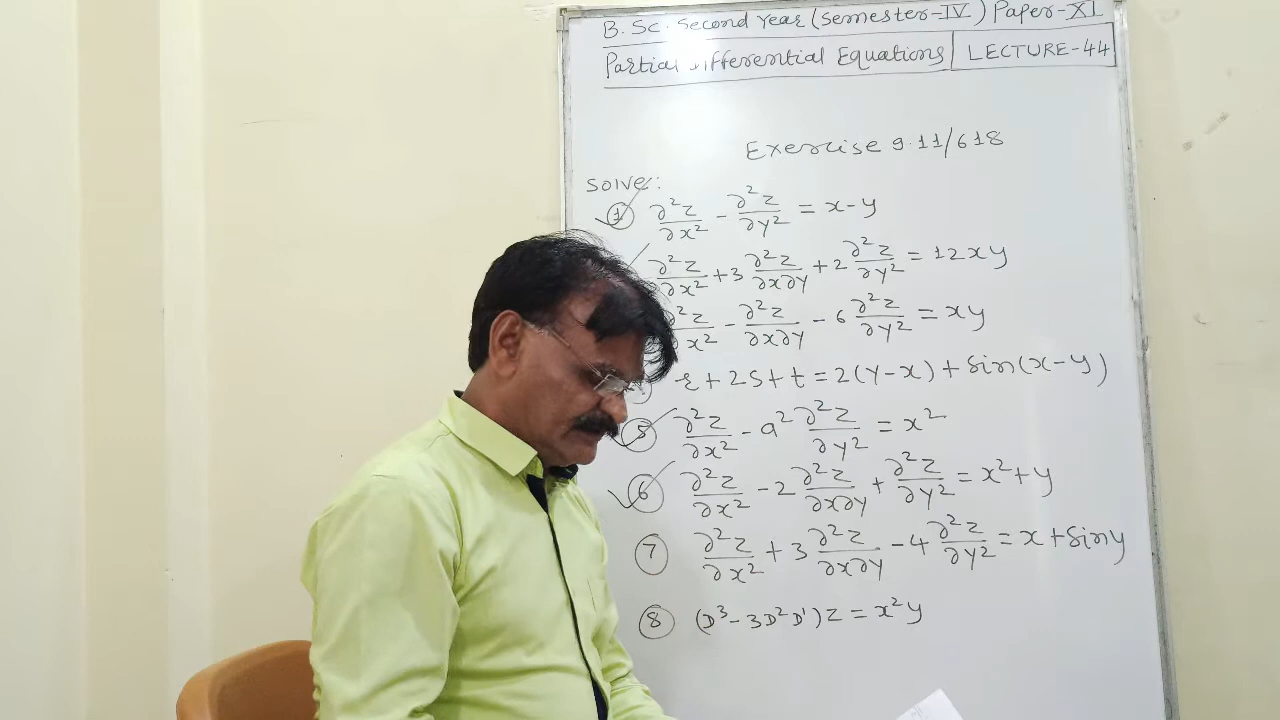 B. Sc. Second Year (Semester-IV) Paper-XI
Partial Differential Equations | LECTURE-44
Exercise 9.11/618
Solve:
① ∂²z/∂x² - ∂²z/∂y² = x-y
∂²z/∂x² + 3 ∂²z/∂x∂y + 2 ∂²z/∂y² = 12xy
∂²z/∂x² - ∂²z/∂x∂y - 6 ∂²z/∂y² = xy
r + 2s + t = 2(y-x) + sin(x-y)
⑤ ∂²z/∂x² - a² ∂²z/∂y² = x²
⑥ ∂²z/∂x² - 2 ∂²z/∂x∂y + ∂²z/∂y² = x² + y
⑦ ∂²z/∂x² + 3 ∂²z/∂x∂y - 4 ∂²z/∂y² = x + siny
⑧ (D³ - 3D²D')z = x²y